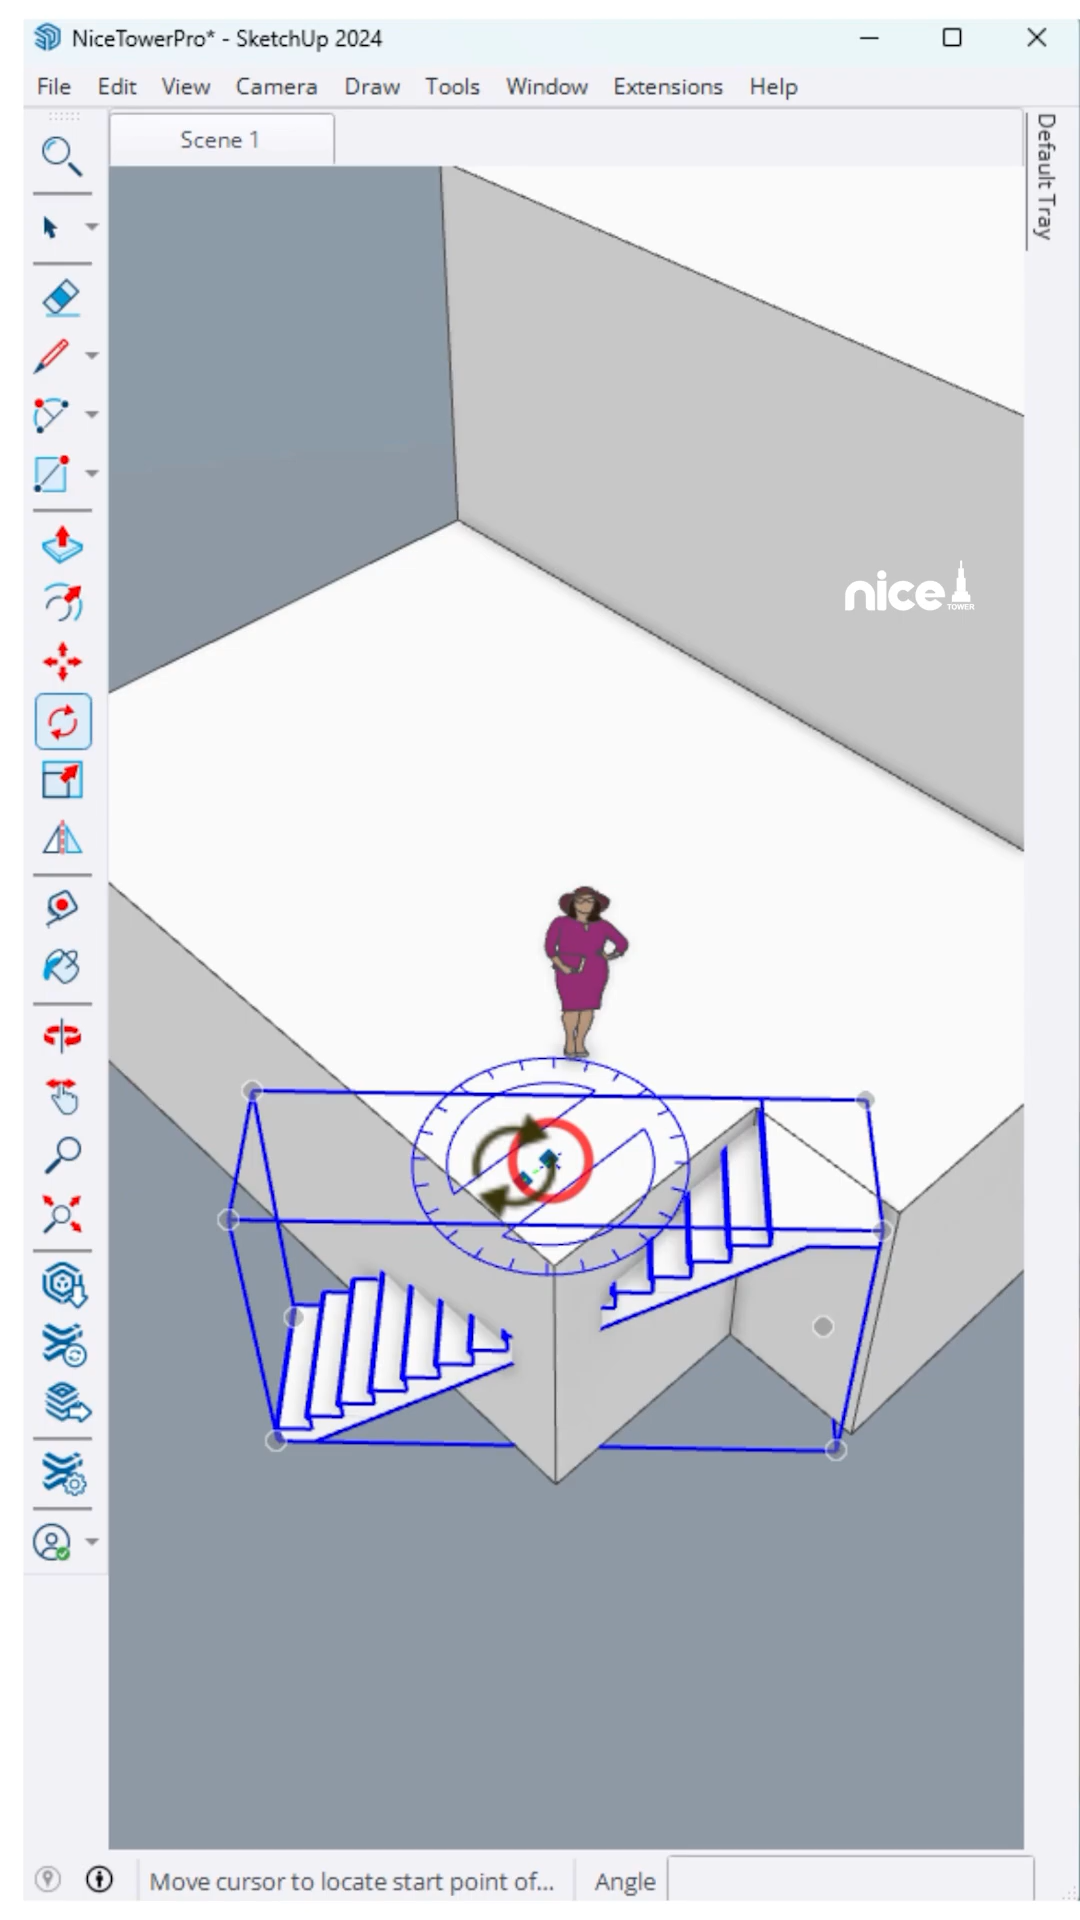 NiceTowerPro* - SketchUp 2024
File Edit View Camera Draw Tools Window Extensions Help
Scene 1
Default Tray
nice
TOWER
Move cursor to locate start point of...
Angle